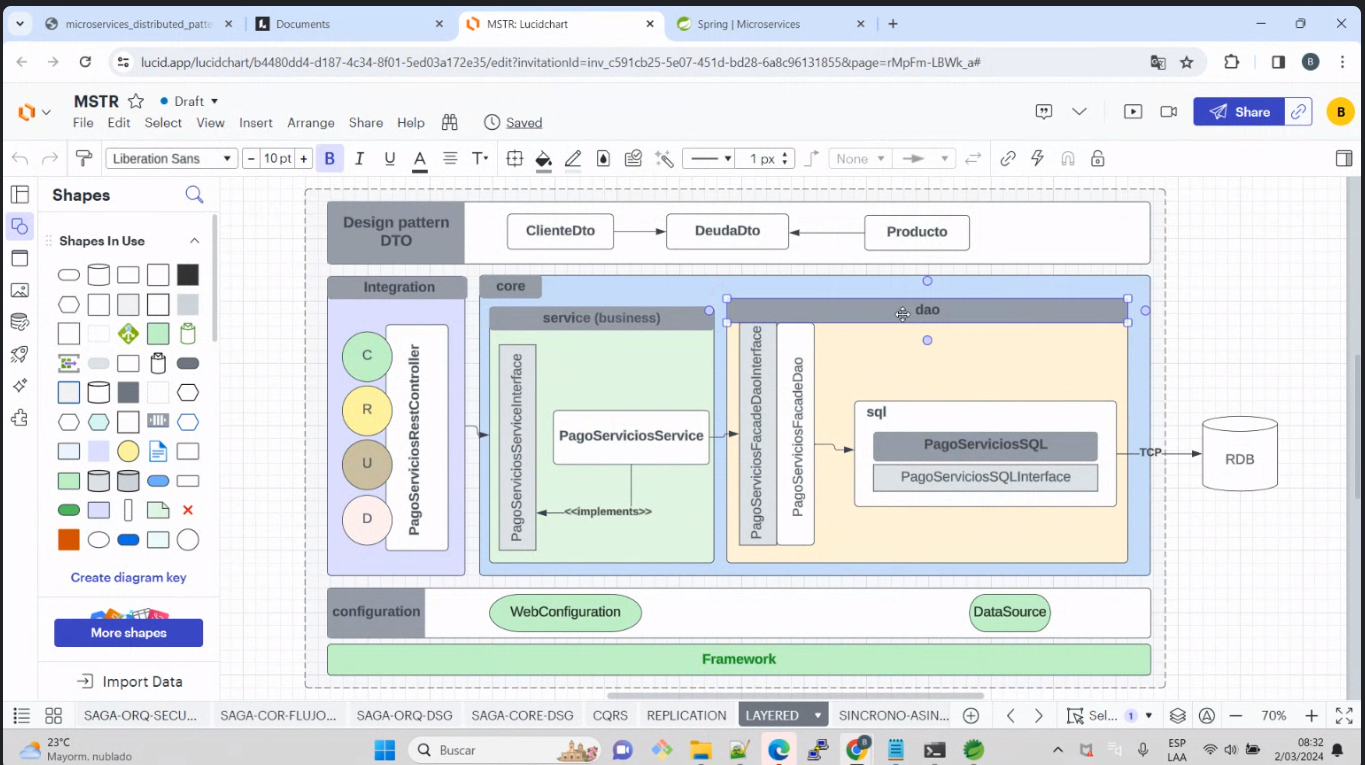 microservices_distributed_patte
Documents
MSTR: Lucidchart
Spring | Microservices
lucid.app/lucidchart/b4480dd4-d187-4c34-8f01-5ed03a172e35/edit?invitationId=inv_c591cb25-5e07-451d-bd28-6a8c96131855&page=rMpFm-LBWk_a#
B
MSTR
Draft
File Edit Select View Insert Arrange Share Help
Saved
Share
B
Liberation Sans
− 10 pt +
B I U A T
1 px
None
Shapes
Shapes In Use
Create diagram key
More shapes
Import Data
Design pattern
DTO
ClienteDto
DeudaDto
Producto
Integration
C
R
U
D
PagoServiciosRestController
core
service (business)
PagoServiciosServiceInterface
PagoServiciosService
<<implements>>
dao
PagoServiciosFacadeDaoInterface
PagoServiciosFacadeDao
sql
PagoServiciosSQL
PagoServiciosSQLInterface
TCP
RDB
configuration
WebConfiguration
DataSource
Framework
SAGA-ORQ-SECU...
SAGA-COR-FLUJO...
SAGA-ORQ-DSG
SAGA-CORE-DSG
CQRS
REPLICATION
LAYERED
SINCRONO-ASIN...
Sel...
1
70%
23°C
Mayorm. nublado
Buscar
B
ESP
LAA
08:32
2/03/2024